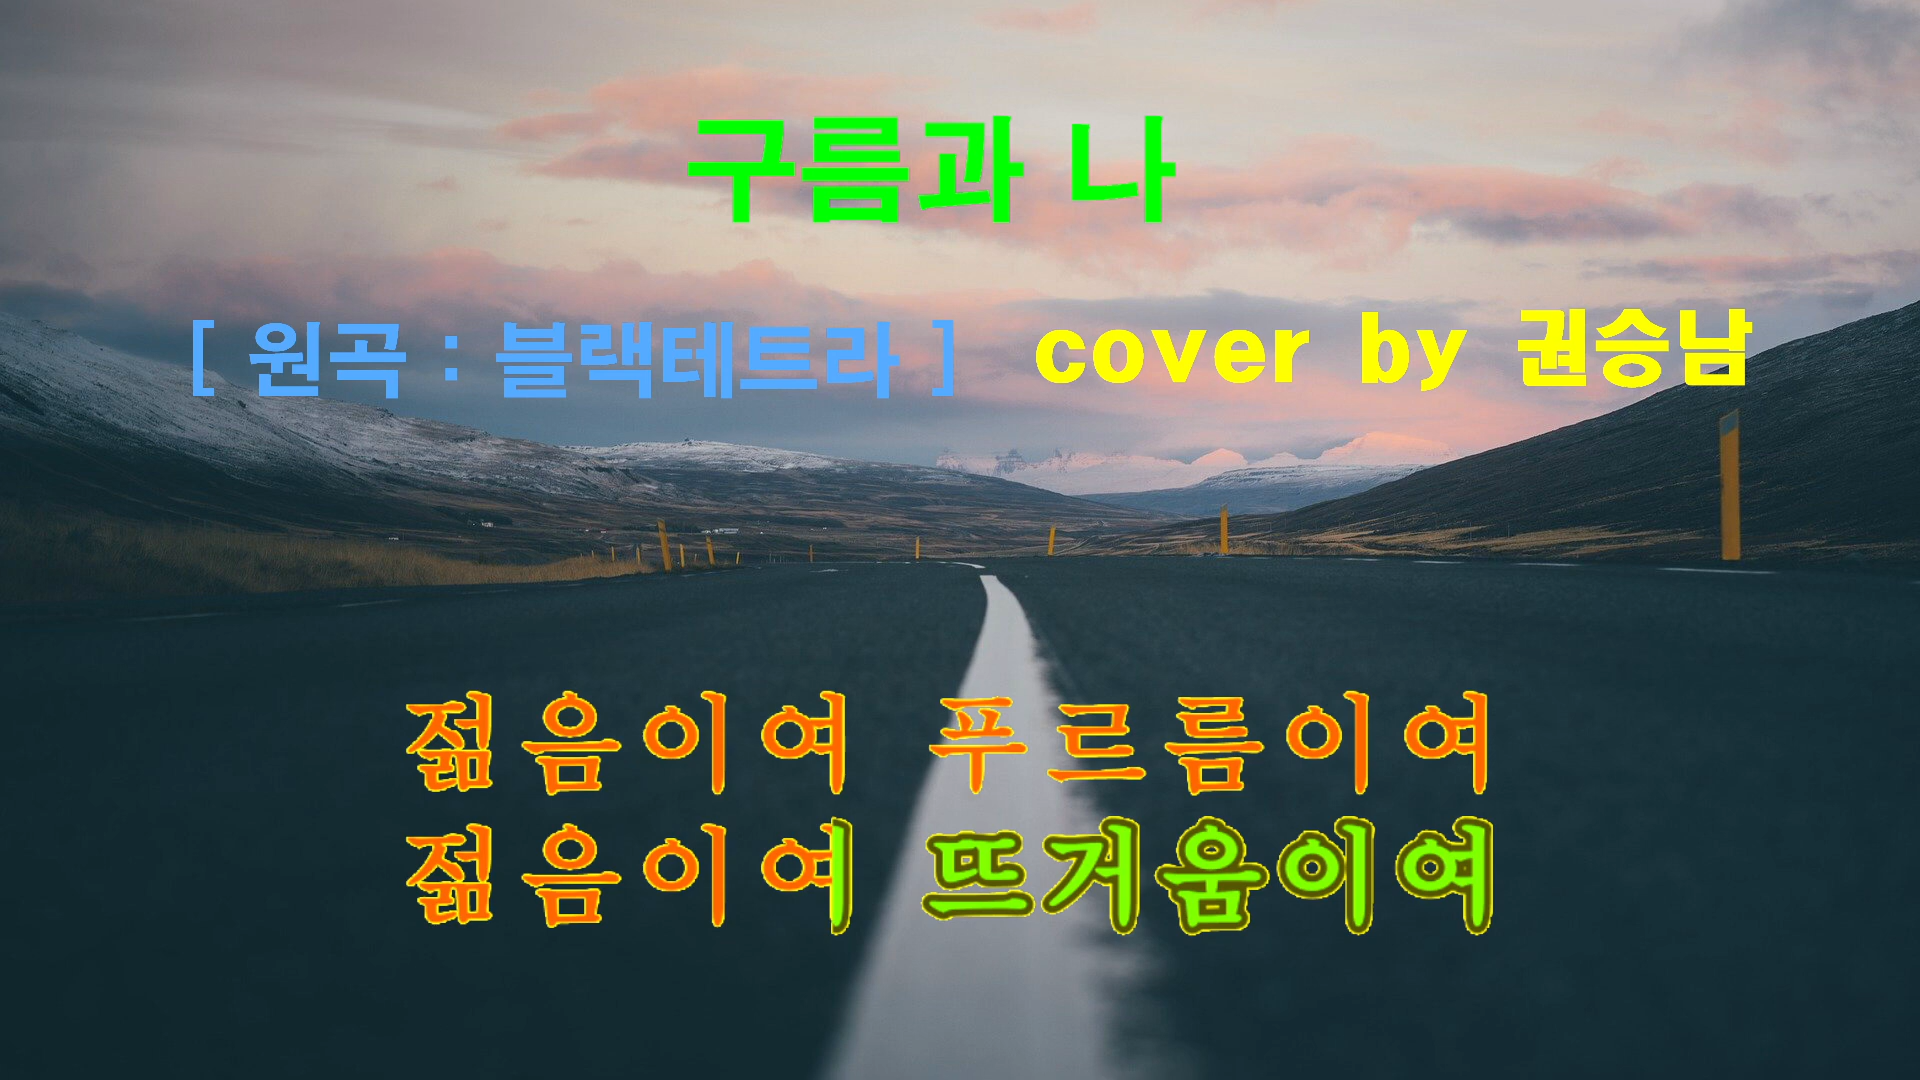 구름과 나
[ 원곡 : 블랙테트라 ] cover by 권승남
젊음이여 푸르름이여
젊음이여 뜨거움이여